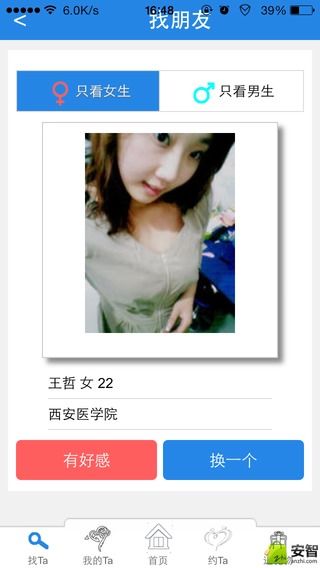 6.0K/s 16:48 39%
< 找朋友
只看女生 只看男生
王哲 女 22
西安医学院
有好感 换一个
找Ta 我的Ta 首页 约Ta
安智
anzhi.com